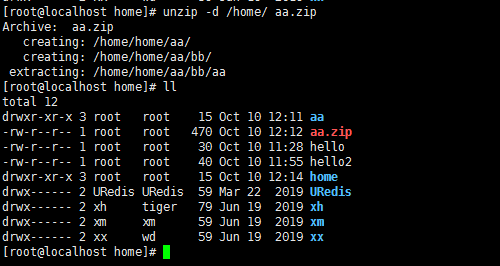 [root@localhost home]# unzip -d /home/ aa.zip
Archive:  aa.zip
   creating: /home/home/aa/
   creating: /home/home/aa/bb/
 extracting: /home/home/aa/bb/aa
[root@localhost home]# ll
total 12
drwxr-xr-x 3 root   root    15 Oct 10 12:11 aa
-rw-r--r-- 1 root   root   470 Oct 10 12:12 aa.zip
-rw-r--r-- 1 root   root    30 Oct 10 11:28 hello
-rw-r--r-- 1 root   root    40 Oct 10 11:55 hello2
drwxr-xr-x 3 root   root    15 Oct 10 12:14 home
drwx------ 2 URedis URedis  59 Mar 22  2019 URedis
drwx------ 2 xh     tiger   79 Jun 19  2019 xh
drwx------ 2 xm     xm      59 Jun 19  2019 xm
drwx------ 2 xx     wd      59 Jun 19  2019 xx
[root@localhost home]#